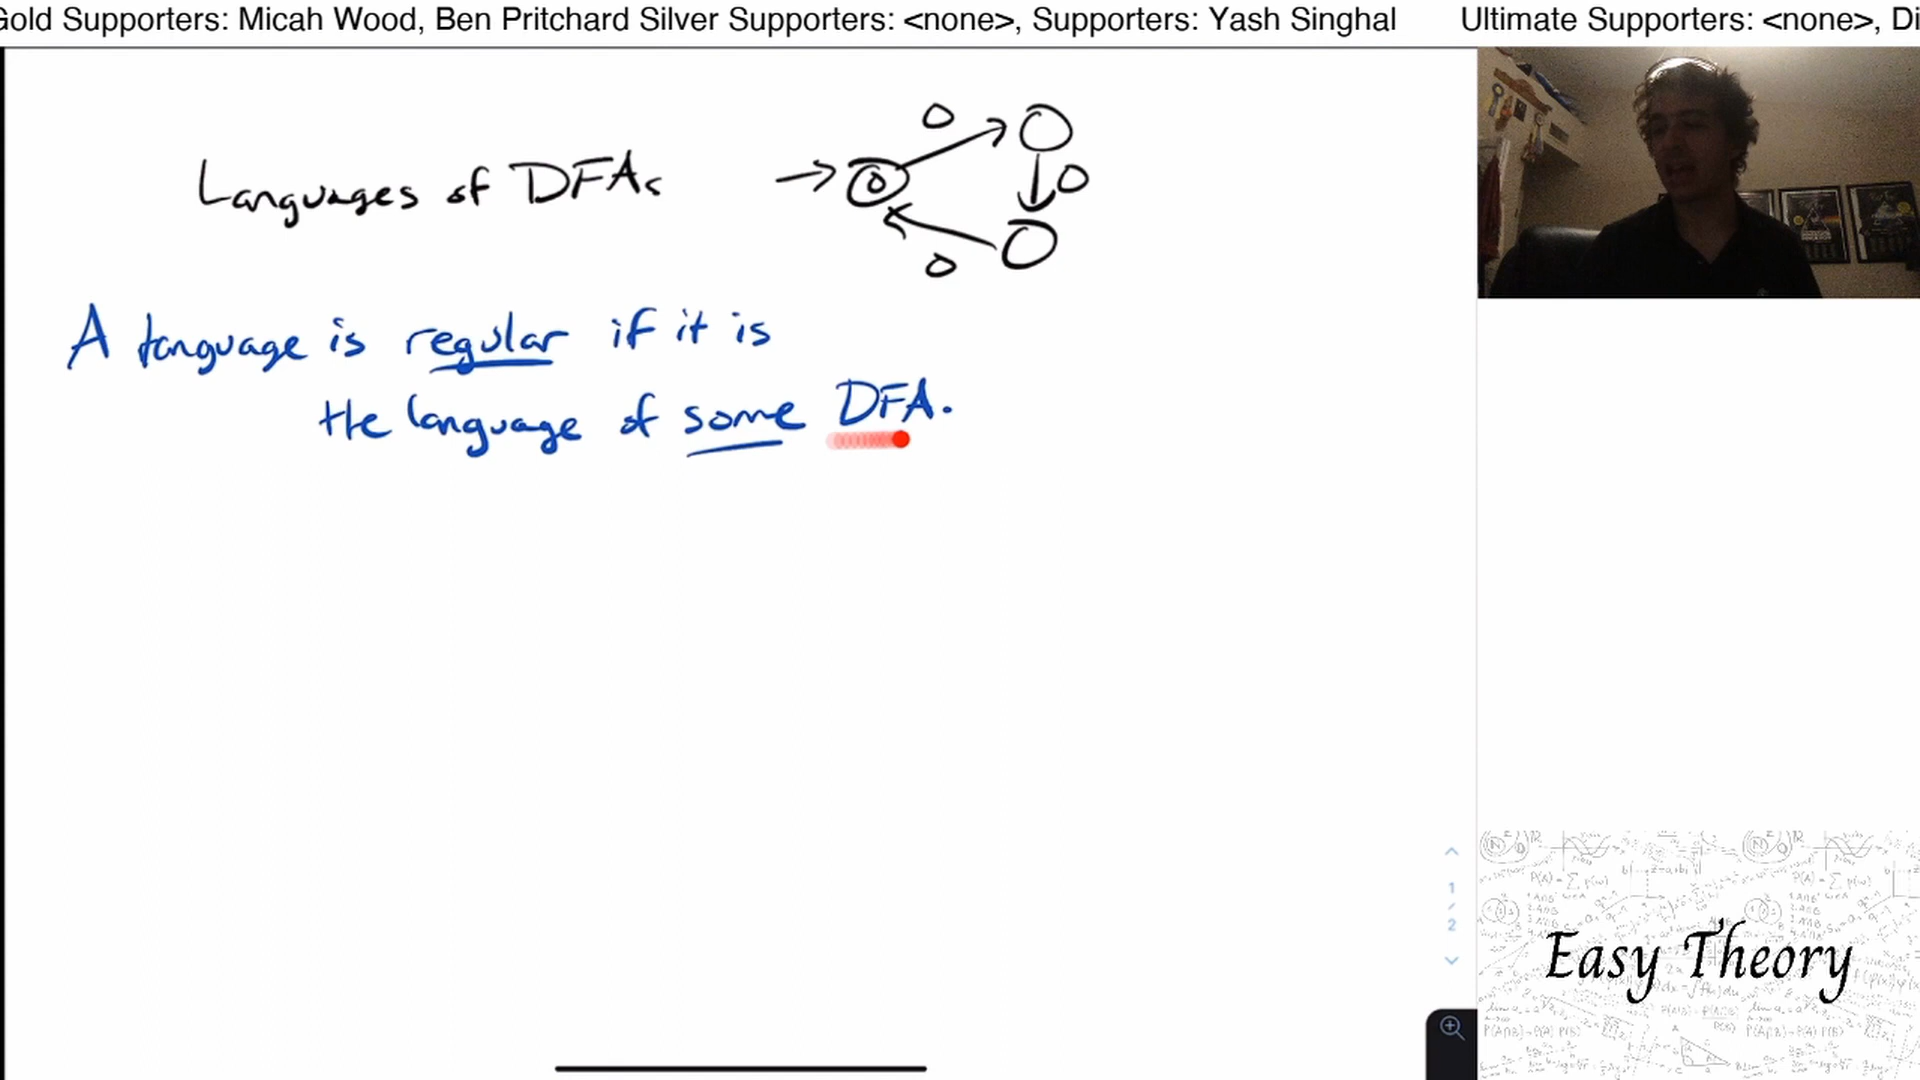 Gold Supporters: Micah Wood, Ben Pritchard Silver Supporters: <none>, Supporters: Yash Singhal Ultimate Supporters: <none>, Di
Languages of DFAs
0
0
0
A language is regular if it is
the language of some DFA.
1
2
Easy Theory